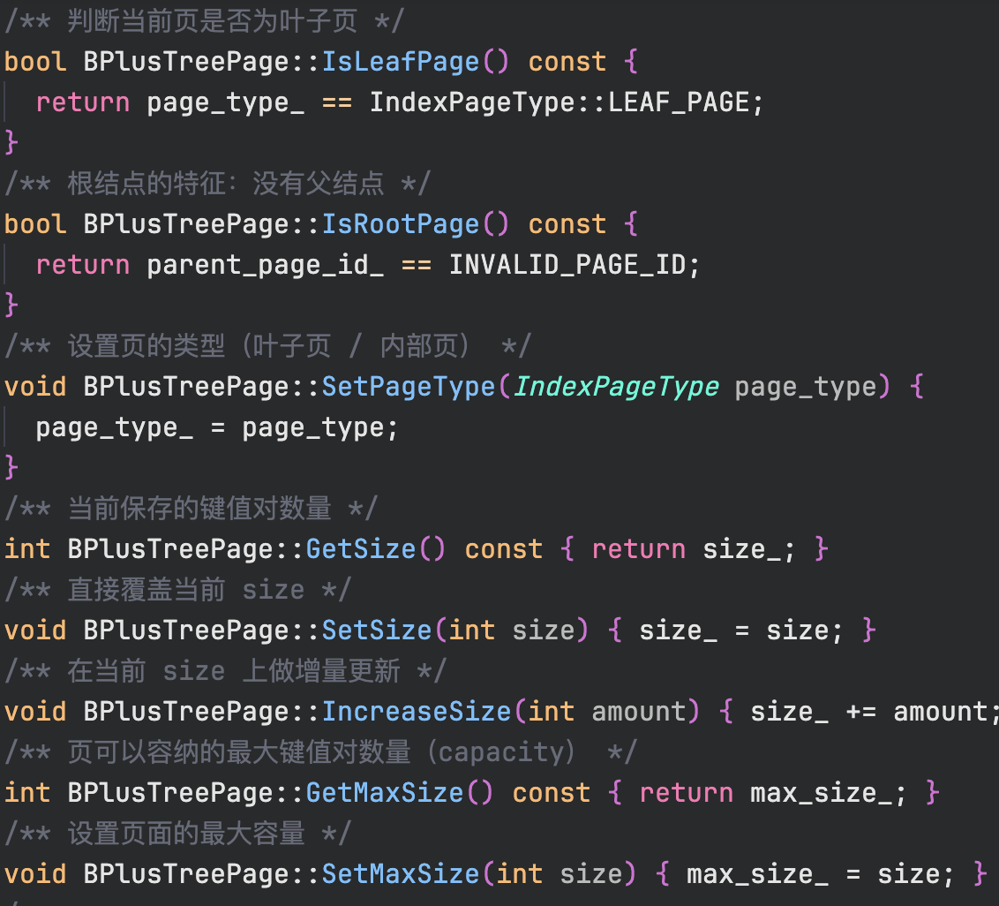 /** 判断当前页是否为叶子页 */
bool BPlusTreePage::IsLeafPage() const {
  return page_type_ == IndexPageType::LEAF_PAGE;
}
/** 根结点的特征：没有父结点 */
bool BPlusTreePage::IsRootPage() const {
  return parent_page_id_ == INVALID_PAGE_ID;
}
/** 设置页的类型（叶子页 / 内部页） */
void BPlusTreePage::SetPageType(IndexPageType page_type) {
  page_type_ = page_type;
}
/** 当前保存的键值对数量 */
int BPlusTreePage::GetSize() const { return size_; }
/** 直接覆盖当前 size */
void BPlusTreePage::SetSize(int size) { size_ = size; }
/** 在当前 size 上做增量更新 */
void BPlusTreePage::IncreaseSize(int amount) { size_ += amount;
/** 页可以容纳的最大键值对数量（capacity） */
int BPlusTreePage::GetMaxSize() const { return max_size_; }
/** 设置页面的最大容量 */
void BPlusTreePage::SetMaxSize(int size) { max_size_ = size; }